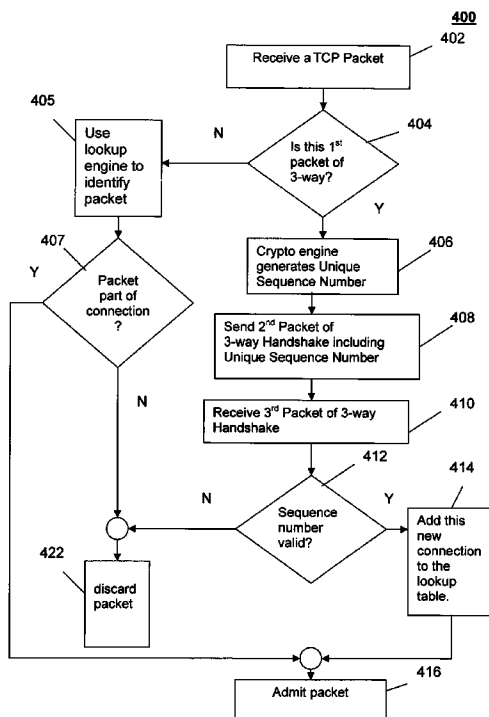 400
402
Receive a TCP Packet
405
N
404
Use
lookup
engine to
identify
packet
Is this 1st
packet of
3-way?
Y
407
Crypto engine
generates Unique
Sequence Number
406
Y
Packet
part of
connection
?
Send 2nd Packet of
3-way Handshake including
Unique Sequence Number
408
N
Receive 3rd Packet of 3-way
Handshake
410
412
414
N
Y
Sequence
number
valid?
Add this
new
connection
to the
lookup
table.
422
discard
packet
416
Admit packet